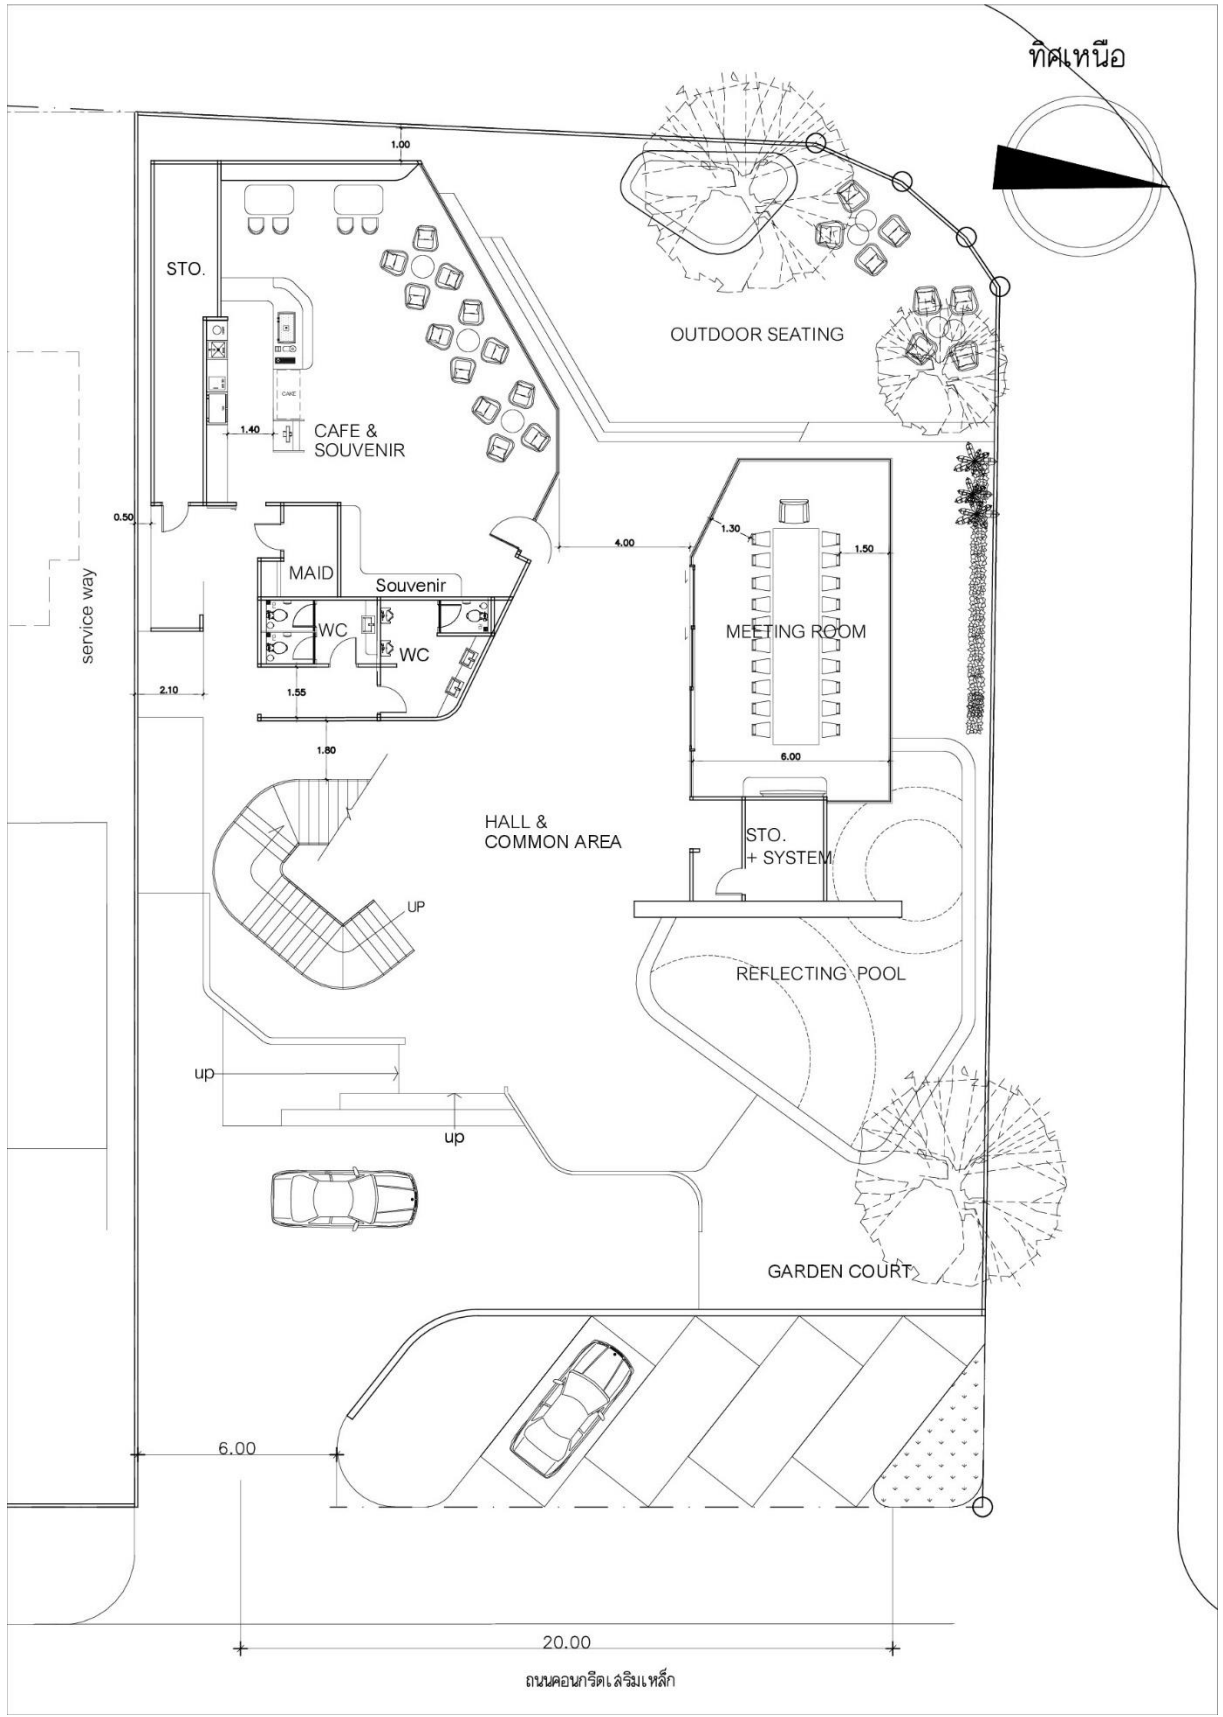 ทิศเหนือ
1.00
STO.
OUTDOOR SEATING
CAKE
1.40
CAFE &
SOUVENIR
0.50
4.00
1.30
1.50
service way
MAID
Souvenir
WC
WC
MEETING ROOM
2.10
1.55
1.80
6.00
HALL &
COMMON AREA
STO.
+ SYSTEM
UP
REFLECTING POOL
up
up
GARDEN COURT
6.00
20.00
ถนนคอนกรีตเสริมเหล็ก